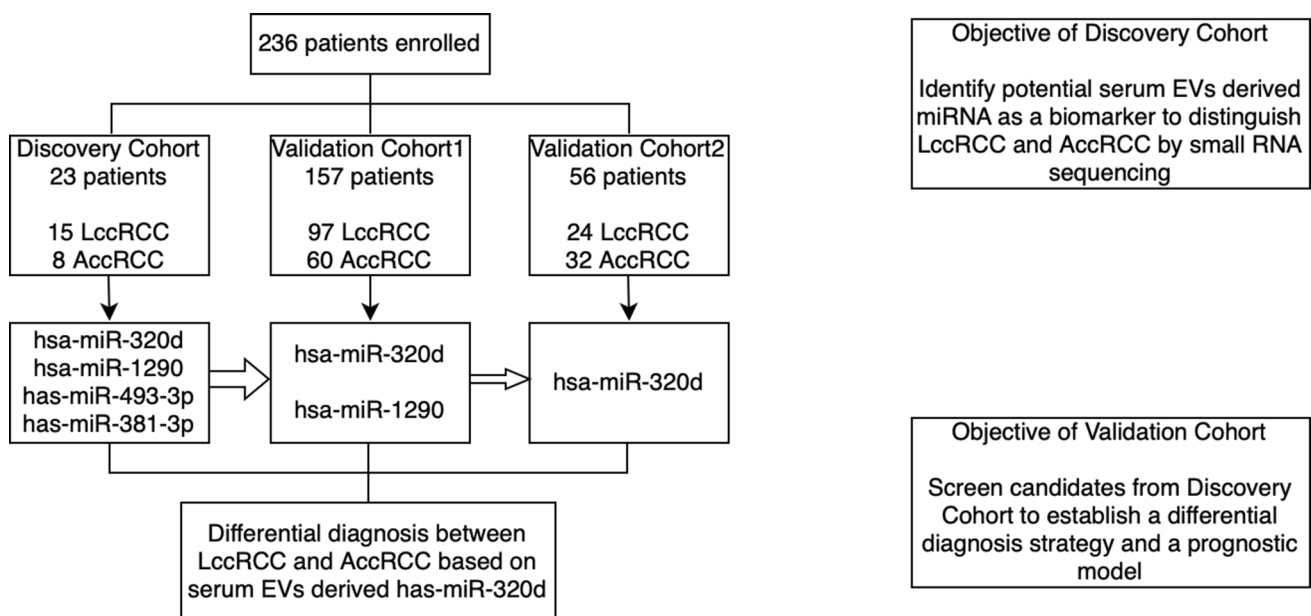 236 patients enrolled
Discovery Cohort
23 patients
15 LccRCC
8 AccRCC
Validation Cohort1
157 patients
97 LccRCC
60 AccRCC
Validation Cohort2
56 patients
24 LccRCC
32 AccRCC
hsa-miR-320d
hsa-miR-1290
has-miR-493-3p
has-miR-381-3p
hsa-miR-320d
hsa-miR-1290
hsa-miR-320d
Differential diagnosis between
LccRCC and AccRCC based on
serum EVs derived has-miR-320d
Objective of Discovery Cohort
Identify potential serum EVs derived
miRNA as a biomarker to distinguish
LccRCC and AccRCC by small RNA
sequencing
Objective of Validation Cohort
Screen candidates from Discovery
Cohort to establish a differential
diagnosis strategy and a prognostic
model